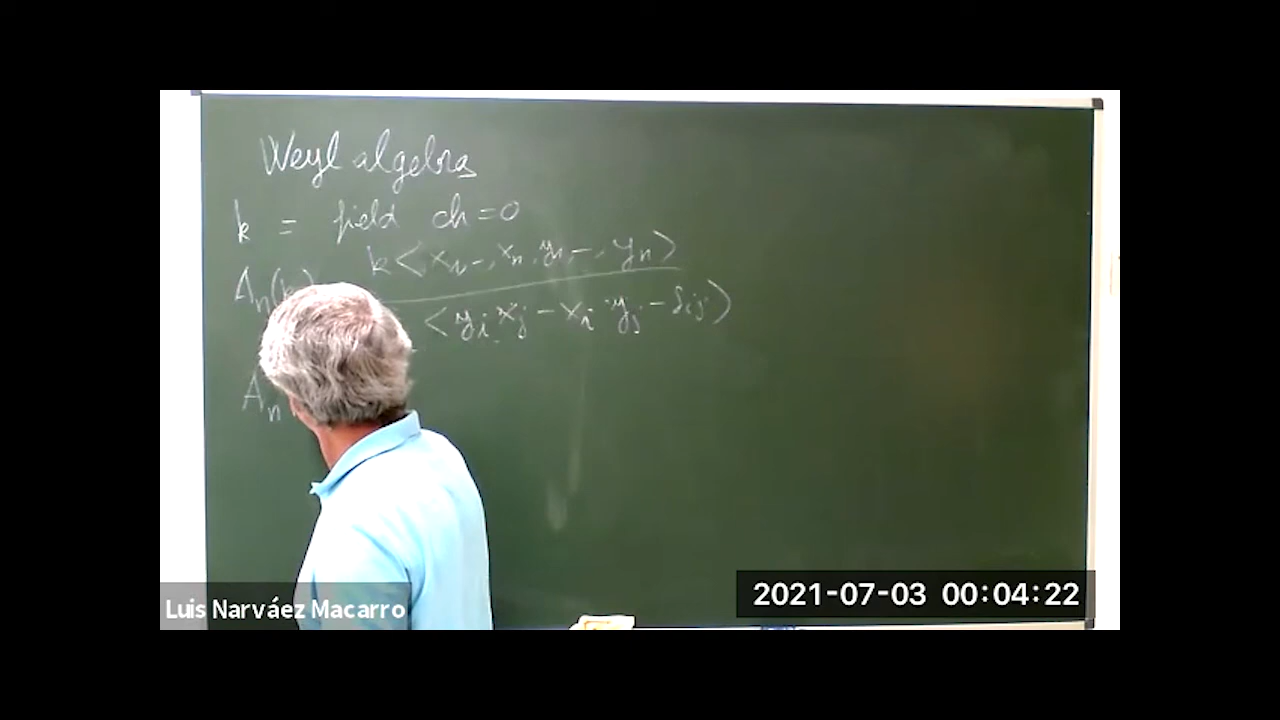 Weyl algebra
k = field ch = 0
k < x₁, -, xₙ, y₁, -, yₙ >
Aₙ(k)
< yᵢ xⱼ - xᵢ yⱼ - δᵢⱼ >
Aₙ
Luis Narváez Macarro
2021-07-03 00:04:22